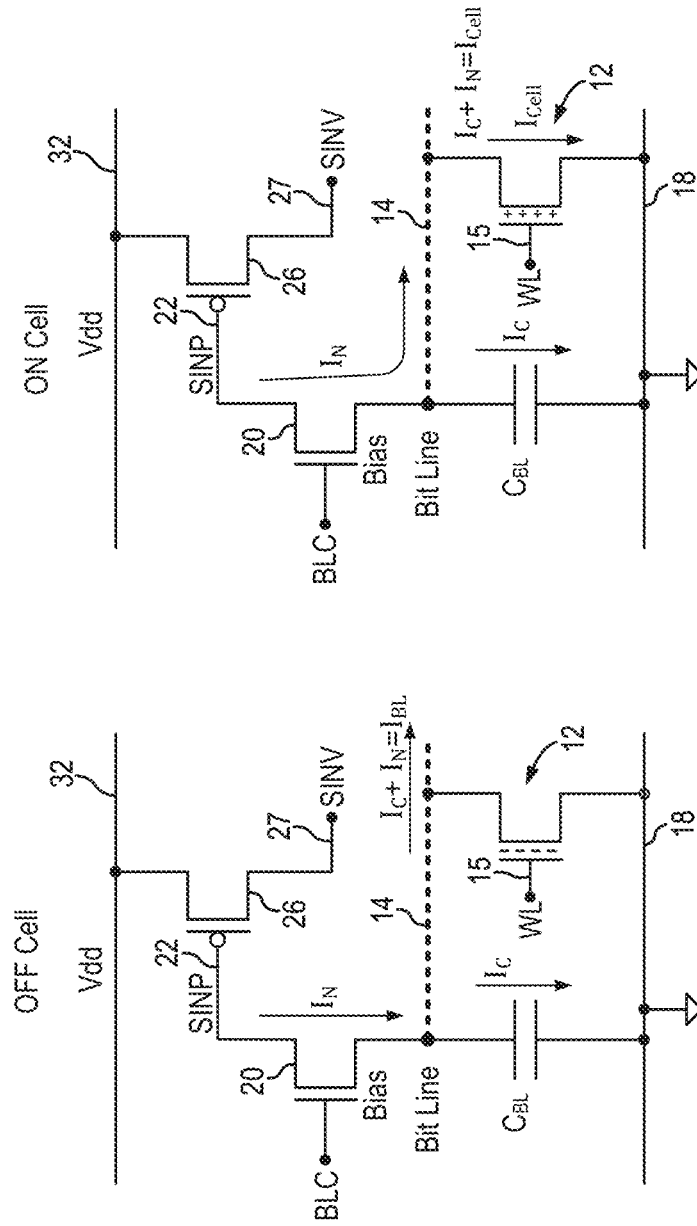 OFF Cell
Vdd
32
SINP
22
26
27
SINV
20
I_N
BLC
Bias
Bit Line
14
I_C + I_N = I_BL
C_BL
I_C
15
WL
12
18
ON Cell
Vdd
32
SINP
22
26
27
SINV
20
I_N
BLC
Bias
Bit Line
14
I_C + I_N = I_Cell
C_BL
I_C
15
WL
I_Cell
12
18